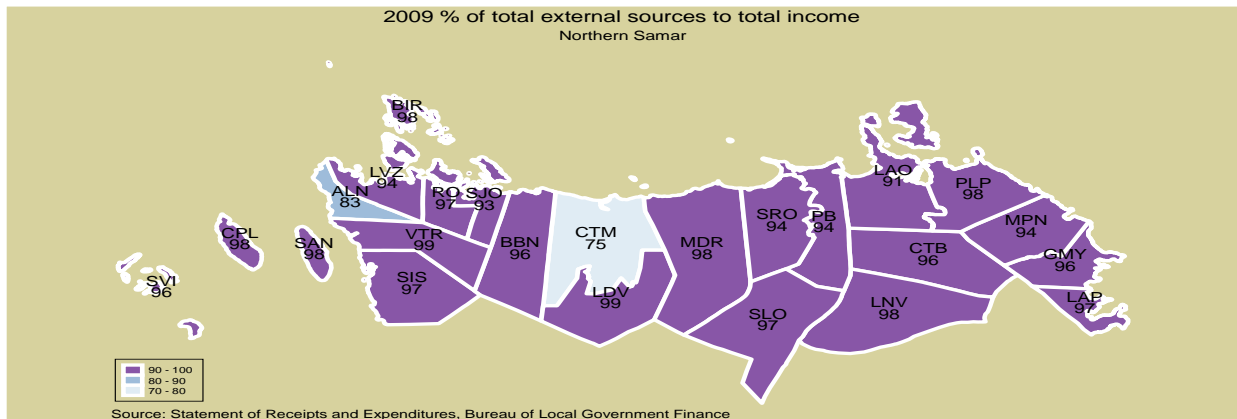 2009 % of total external sources to total income
Northern Samar
BIR
98
LVZ
94
ALN
83
RO
97
SJO
93
LAO
91
PLP
98
CPL
98
SAN
98
VTR
99
BBN
96
CTM
75
MDR
98
SRO
94
PB
94
MPN
94
CTB
96
GMY
96
SVI
96
SIS
97
LDV
99
SLO
97
LNV
98
LAP
97
90 - 100
80 - 90
70 - 80
Source: Statement of Receipts and Expenditures, Bureau of Local Government Finance